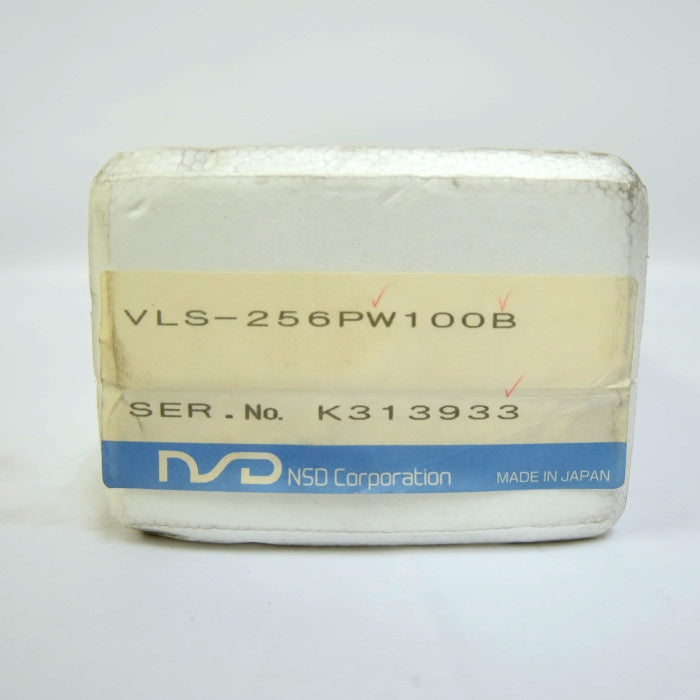 VLS-256PW100B
SER. No. K313933
NSD NSD Corporation MADE IN JAPAN